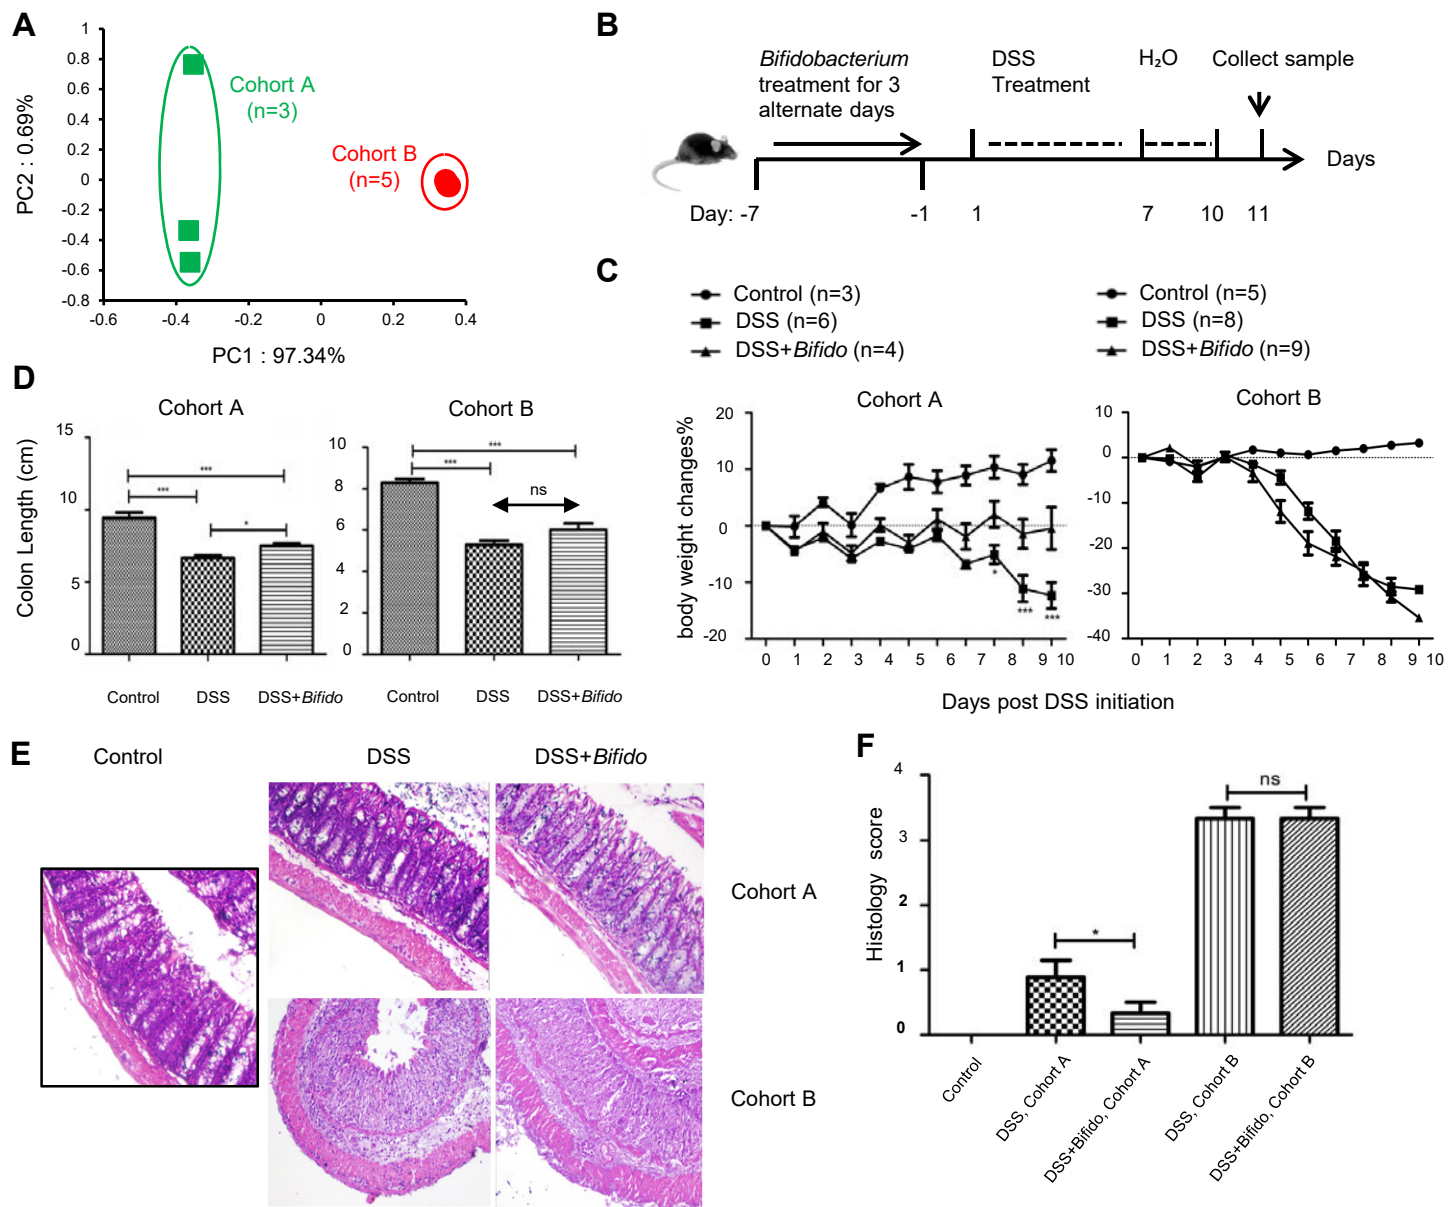 A
1
0.8
0.6
0.4
0.2
0
-0.2
-0.4
-0.6
-0.8
PC2 : 0.69%
-0.6
-0.4
-0.2
0
0.2
0.4
PC1 : 97.34%
Cohort A
(n=3)
Cohort B
(n=5)
B
Bifidobacterium
treatment for 3
alternate days
DSS
Treatment
H₂O
Collect sample
Days
Day: -7
-1
1
7
10
11
C
Control (n=3)
DSS (n=6)
DSS+Bifido (n=4)
Control (n=5)
DSS (n=8)
DSS+Bifido (n=9)
Cohort A
20
10
0
-10
-20
body weight changes%
*
***
***
0 1 2 3 4 5 6 7 8 9 10
Cohort B
10
0
-10
-20
-30
-40
0 1 2 3 4 5 6 7 8 9 10
Days post DSS initiation
D
Cohort A
15
10
5
0
Colon Length (cm)
***
***
*
Control
DSS
DSS+Bifido
Cohort B
10
8
6
4
2
0
***
***
ns
Control
DSS
DSS+Bifido
E
Control
DSS
DSS+Bifido
Cohort A
Cohort B
F
4
3
2
1
0
Histology score
*
ns
Control
DSS, Cohort A
DSS+Bifido, Cohort A
DSS, Cohort B
DSS+Bifido, Cohort B